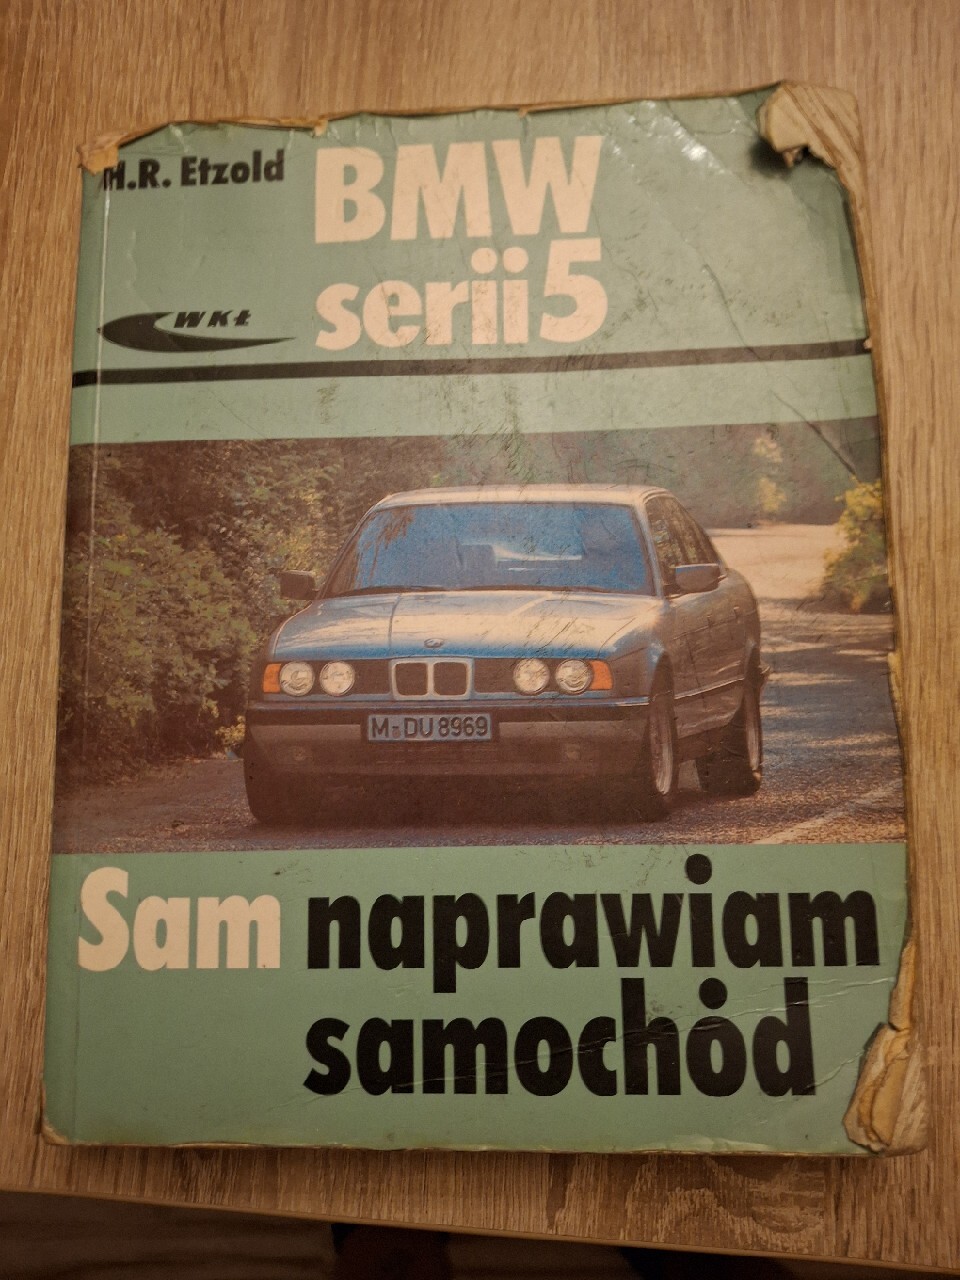 H.R. Etzold
BMW
serii 5
WKŁ
M-DU 8969
Sam naprawiam
samochód